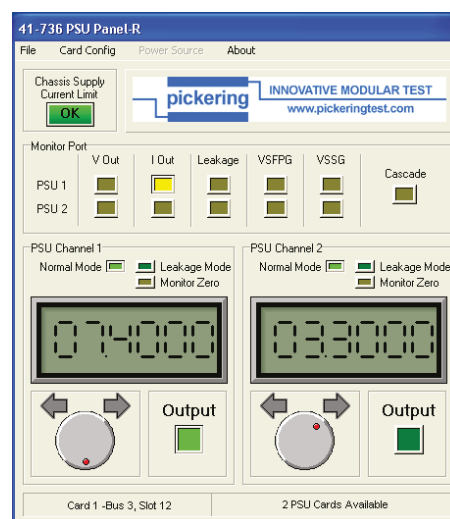 41-736 PSU Panel-R
File Card Config Power Source About
Chassis Supply
Current Limit
OK
pickering
INNOVATIVE MODULAR TEST
www.pickeringtest.com
Monitor Port
V Out I Out Leakage VSFPG VSSG
Cascade
PSU 1
PSU 2
PSU Channel 1
Normal Mode Leakage Mode
Monitor Zero
07.4000
Output
PSU Channel 2
Normal Mode Leakage Mode
Monitor Zero
03.3000
Output
Card 1 -Bus 3, Slot 12
2 PSU Cards Available